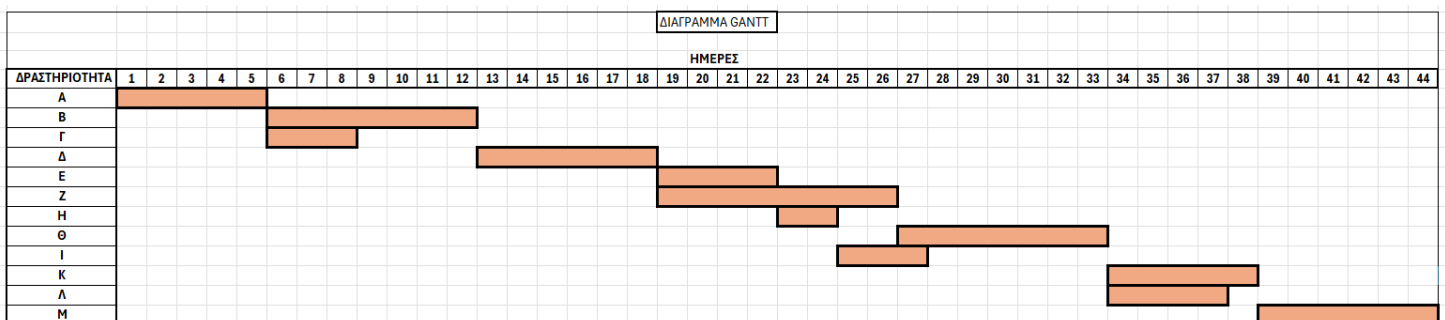 ΔΙΑΓΡΑΜΜΑ GANTT
ΗΜΕΡΕΣ
ΔΡΑΣΤΗΡΙΟΤΗΤΑ 1 2 3 4 5 6 7 8 9 10 11 12 13 14 15 16 17 18 19 20 21 22 23 24 25 26 27 28 29 30 31 32 33 34 35 36 37 38 39 40 41 42 43 44
Α
Β
Γ
Δ
Ε
Ζ
Η
Θ
Ι
Κ
Λ
Μ